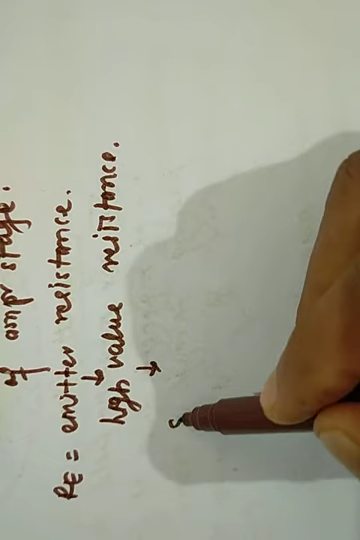 of amp stage.
RE = emitter resistance.
↓
high value resistance.
↓